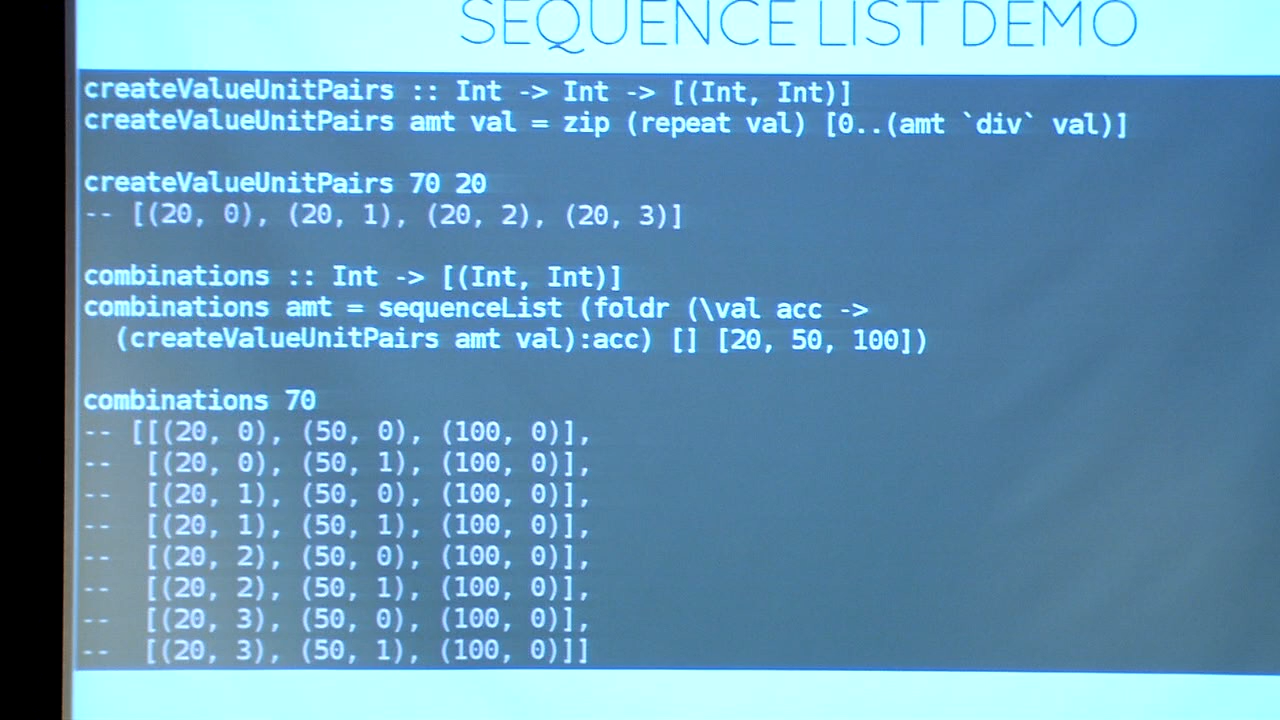 SEQUENCE LIST DEMO
createValueUnitPairs :: Int -> Int -> [(Int, Int)]
createValueUnitPairs amt val = zip (repeat val) [0..(amt `div` val)]
createValueUnitPairs 70 20
-- [(20, 0), (20, 1), (20, 2), (20, 3)]
combinations :: Int -> [(Int, Int)]
combinations amt = sequenceList (foldr (\val acc ->
(createValueUnitPairs amt val):acc) [] [20, 50, 100])
combinations 70
-- [[(20, 0), (50, 0), (100, 0)],
-- [(20, 0), (50, 1), (100, 0)],
-- [(20, 1), (50, 0), (100, 0)],
-- [(20, 1), (50, 1), (100, 0)],
-- [(20, 2), (50, 0), (100, 0)],
-- [(20, 2), (50, 1), (100, 0)],
-- [(20, 3), (50, 0), (100, 0)],
-- [(20, 3), (50, 1), (100, 0)]]